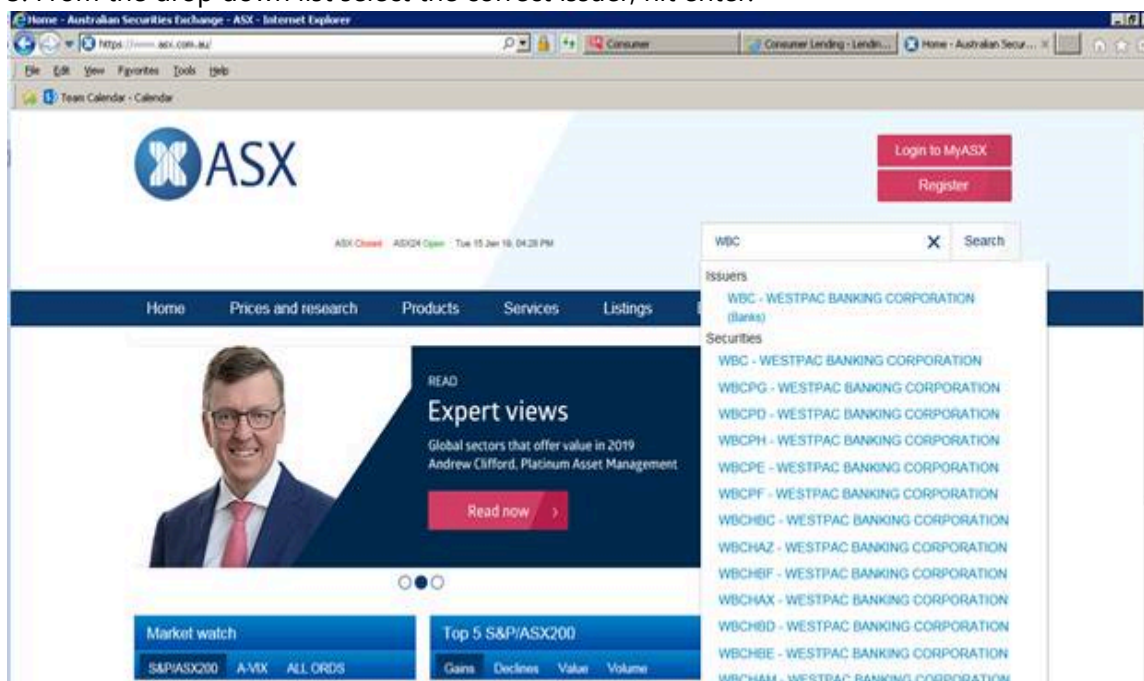 3. From the drop down list select the correct issuer, hit enter.
Home - Australian Securities Exchange - ASX - Internet Explorer
https:// asx.com.au/
Consumer
Consumer Lending - Lendin...
Home - Australian Secur...
File Edit View Favorites Tools Help
Team Calendar - Calendar
ASX
Login to MyASX
Register
ASX Closed ASX24 Open Tue 15 Jan 19, 04:28 PM
WBC X Search
Issuers
WBC - WESTPAC BANKING CORPORATION
(Banks)
Home Prices and research Products Services Listings
Securities
WBC - WESTPAC BANKING CORPORATION
WBCPG - WESTPAC BANKING CORPORATION
WBCPD - WESTPAC BANKING CORPORATION
WBCPH - WESTPAC BANKING CORPORATION
WBCPE - WESTPAC BANKING CORPORATION
WBCPF - WESTPAC BANKING CORPORATION
WBCHBC - WESTPAC BANKING CORPORATION
WBCHAZ - WESTPAC BANKING CORPORATION
WBCHBF - WESTPAC BANKING CORPORATION
WBCHAX - WESTPAC BANKING CORPORATION
WBCHBD - WESTPAC BANKING CORPORATION
WBCHBE - WESTPAC BANKING CORPORATION
WBCHAM - WESTPAC BANKING CORPORATION
READ
Expert views
Global sectors that offer value in 2019
Andrew Clifford, Platinum Asset Management
Read now
Market watch
S&P/ASX200 A-VIX ALL ORDS
Top 5 S&P/ASX200
Gains Declines Value Volume